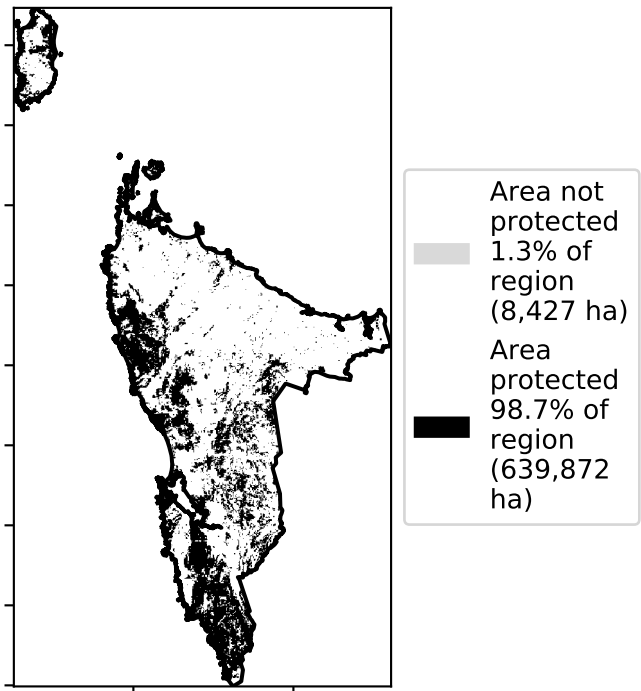 Area not
protected
1.3% of
region
(8,427 ha)
Area
protected
98.7% of
region
(639,872
ha)